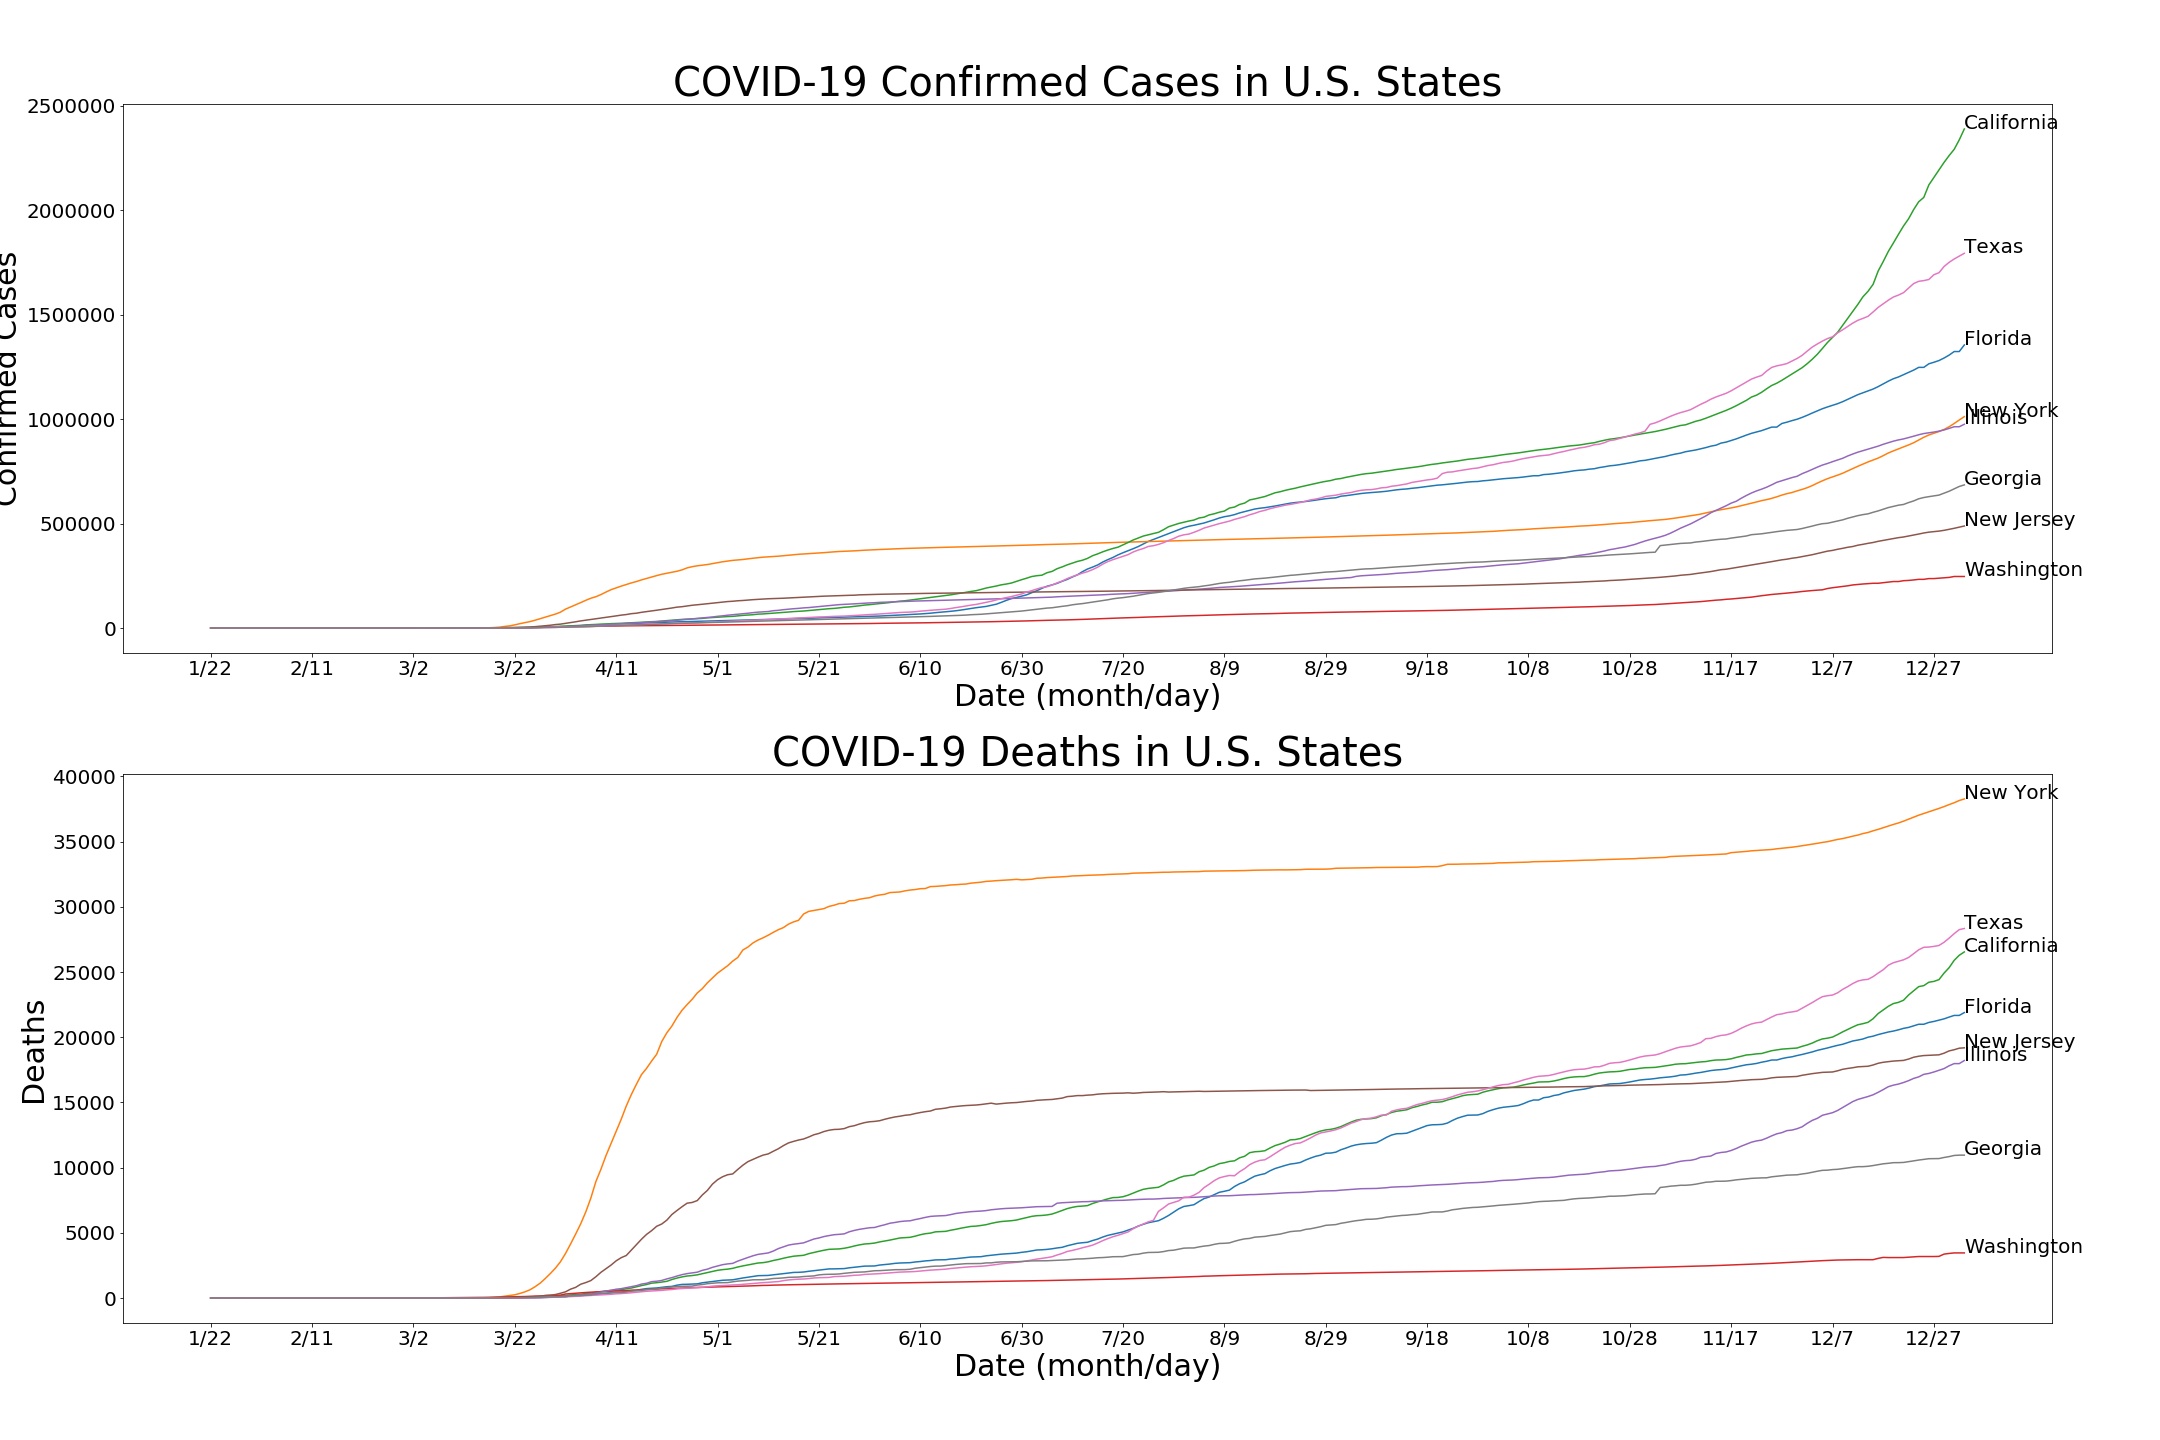 COVID-19 Confirmed Cases in U.S. States
2500000
2000000
1500000
1000000
500000
0
Confirmed Cases
California
Texas
Florida
New York
Illinois
Georgia
New Jersey
Washington
1/22 2/11 3/2 3/22 4/11 5/1 5/21 6/10 6/30 7/20 8/9 8/29 9/18 10/8 10/28 11/17 12/7 12/27
Date (month/day)
COVID-19 Deaths in U.S. States
40000
35000
30000
25000
20000
15000
10000
5000
0
Deaths
New York
Texas
California
Florida
New Jersey
Illinois
Georgia
Washington
1/22 2/11 3/2 3/22 4/11 5/1 5/21 6/10 6/30 7/20 8/9 8/29 9/18 10/8 10/28 11/17 12/7 12/27
Date (month/day)